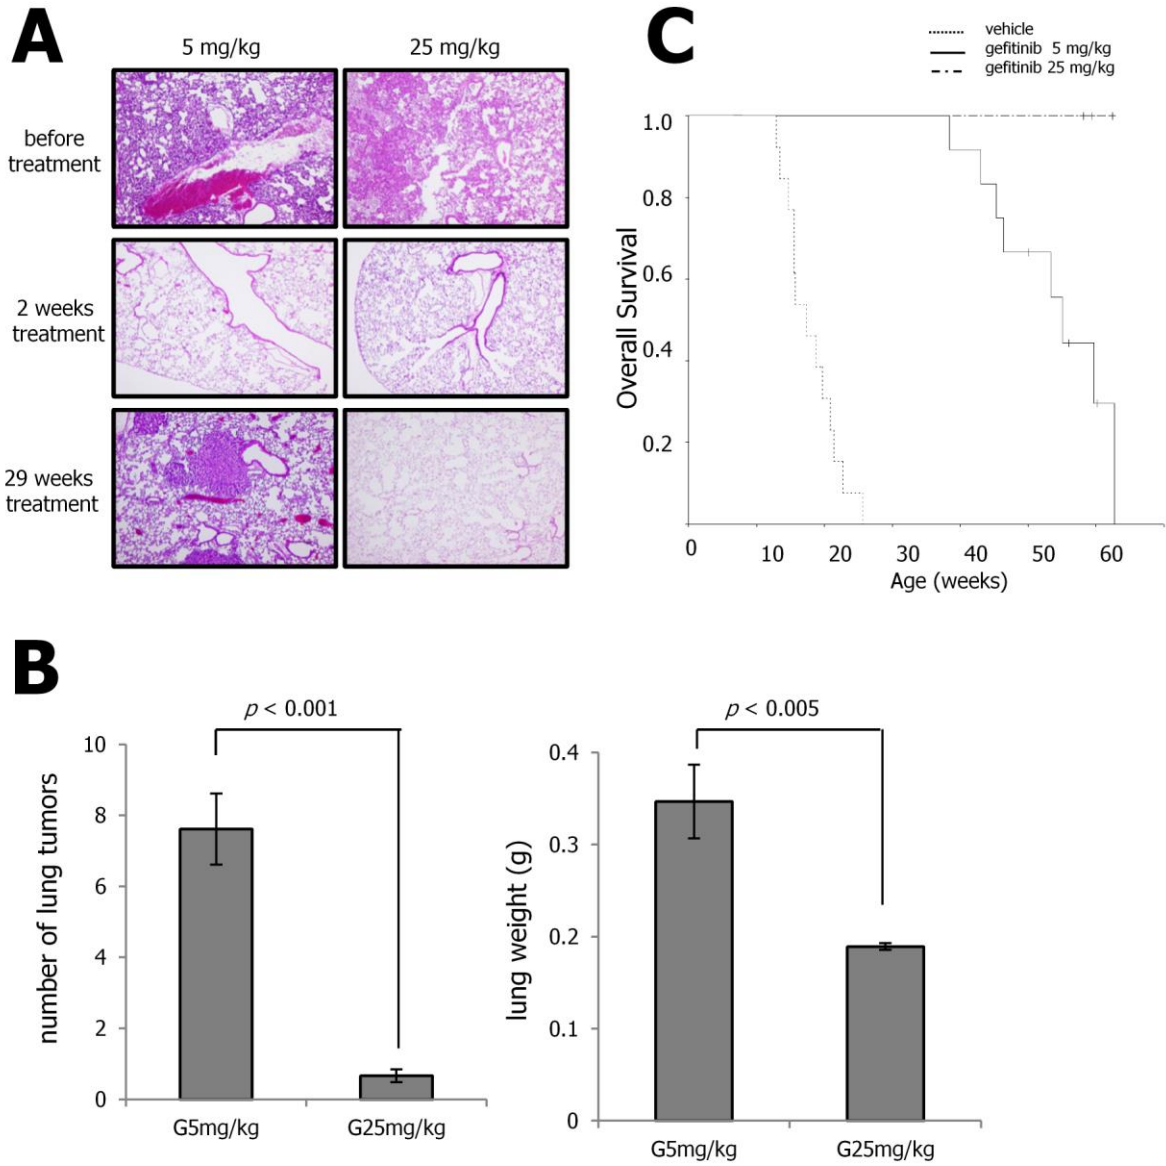 A
5 mg/kg
25 mg/kg
before
treatment
2 weeks
treatment
29 weeks
treatment
C
vehicle
gefitinib 5 mg/kg
gefitinib 25 mg/kg
Overall Survival
1.0
0.8
0.6
0.4
0.2
0
10
20
30
40
50
60
Age (weeks)
B
p < 0.001
number of lung tumors
10
8
6
4
2
0
G5mg/kg
G25mg/kg
p < 0.005
lung weight (g)
0.4
0.3
0.2
0.1
0
G5mg/kg
G25mg/kg